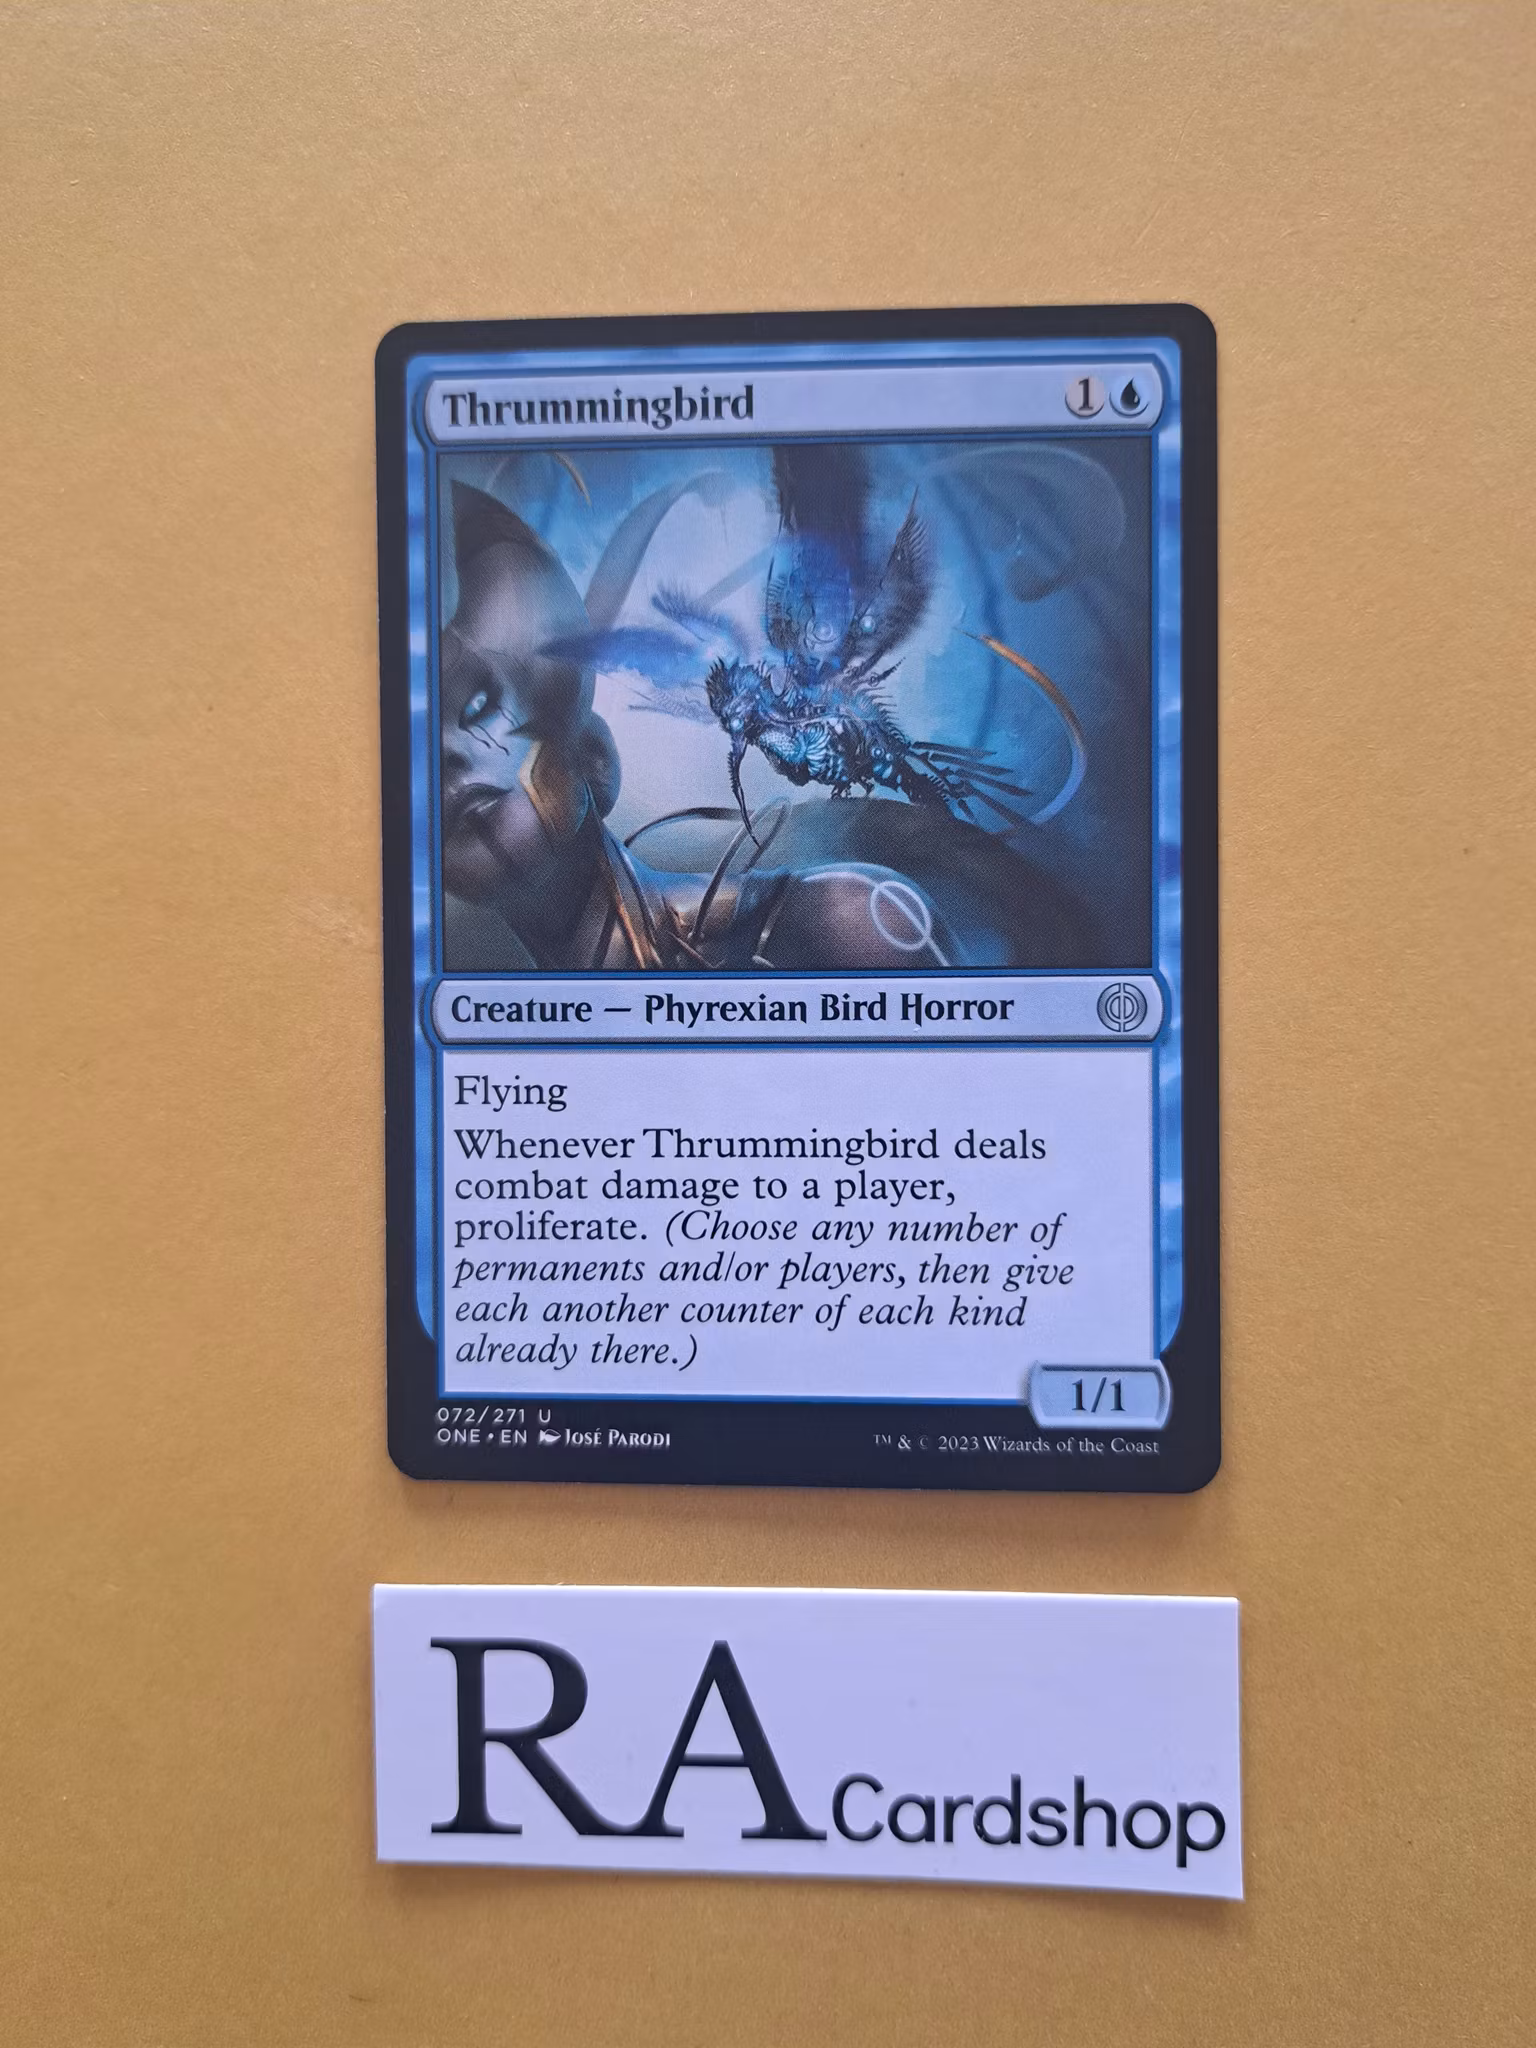 Thrummingbird 1
Creature — Phyrexian Bird Horror
Flying
Whenever Thrummingbird deals
combat damage to a player,
proliferate. (Choose any number of
permanents and/or players, then give
each another counter of each kind
already there.)
1/1
072/271 U
ONE • EN José Parodi
™ & © 2023 Wizards of the Coast
RA Cardshop